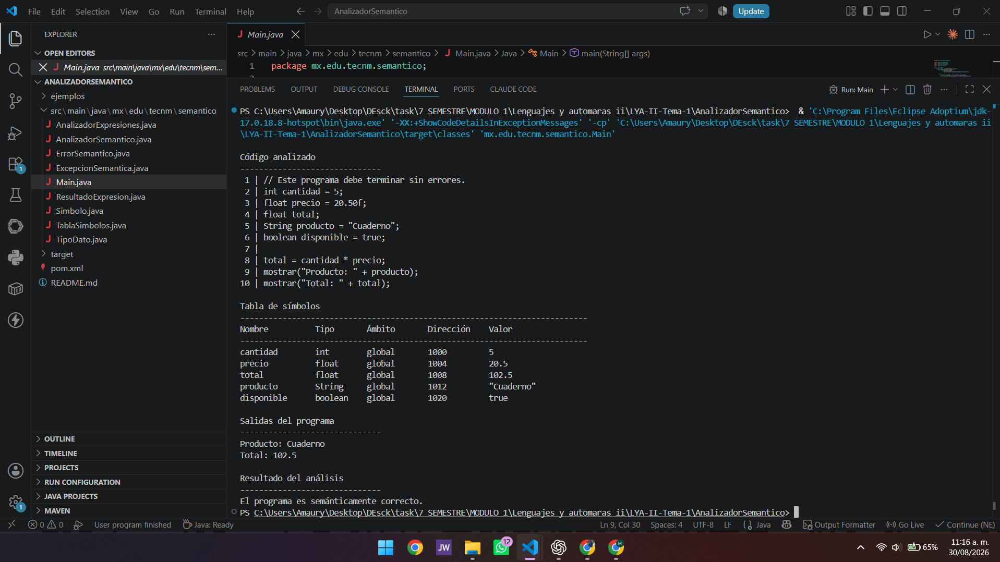 File Edit Selection View Go Run Terminal Help
AnalizadorSemantico
Update
EXPLORER
OPEN EDITORS
Main.java src\main\java\mx\edu\tecnm\sem...
ANALIZADORSEMANTICO
ejemplos
src\main\java\mx\edu\tecnm\semantico
AnalizadorExpresiones.java
AnalizadorSemantico.java
ErrorSemantico.java
ExcepcionSemantica.java
Main.java
ResultadoExpresion.java
Simbolo.java
TablaSimbolos.java
TipoDato.java
target
pom.xml
README.md
OUTLINE
TIMELINE
PROJECTS
RUN CONFIGURATION
JAVA PROJECTS
MAVEN
1
1
Main.java
src > main > java > mx > edu > tecnm > semantico > Main.java > Java > Main > main(String[] args)
1 package mx.edu.tecnm.semantico;
PROBLEMS OUTPUT DEBUG CONSOLE TERMINAL PORTS CLAUDE CODE
Run: Main
PS C:\Users\Amaury\Desktop\DEsck\task\7 SEMESTRE\MODULO 1\Lenguajes y automaras ii\LYA-II-Tema-1\AnalizadorSemantico> & 'C:\Program Files\Eclipse Adoptium\jdk-
17.0.18.8-hotspot\bin\java.exe' '-XX:+ShowCodeDetailsInExceptionMessages' '-cp' 'C:\Users\Amaury\Desktop\DEsck\task\7 SEMESTRE\MODULO 1\Lenguajes y automaras ii
\LYA-II-Tema-1\AnalizadorSemantico\target\classes' 'mx.edu.tecnm.semantico.Main'
Código analizado
------------------------------
1 | // Este programa debe terminar sin errores.
2 | int cantidad = 5;
3 | float precio = 20.50f;
4 | float total;
5 | String producto = "Cuaderno";
6 | boolean disponible = true;
7 |
8 | total = cantidad * precio;
9 | mostrar("Producto: " + producto);
10 | mostrar("Total: " + total);
Tabla de símbolos
--------------------------------------------------------------------------
Nombre Tipo Ámbito Dirección Valor
--------------------------------------------------------------------------
cantidad int global 1000 5
precio float global 1004 20.5
total float global 1008 102.5
producto String global 1012 "Cuaderno"
disponible boolean global 1020 true
Salidas del programa
------------------------------
Producto: Cuaderno
Total: 102.5
Resultado del análisis
------------------------------
El programa es semánticamente correcto.
PS C:\Users\Amaury\Desktop\DEsck\task\7 SEMESTRE\MODULO 1\Lenguajes y automaras ii\LYA-II-Tema-1\AnalizadorSemantico>
0 0 User program finished Java: Ready Ln 9, Col 30 Spaces: 4 UTF-8 LF Java Output Formatter Go Live Continue (NE)
JW 12 M 65% 11:16 a. m.
30/08/2026